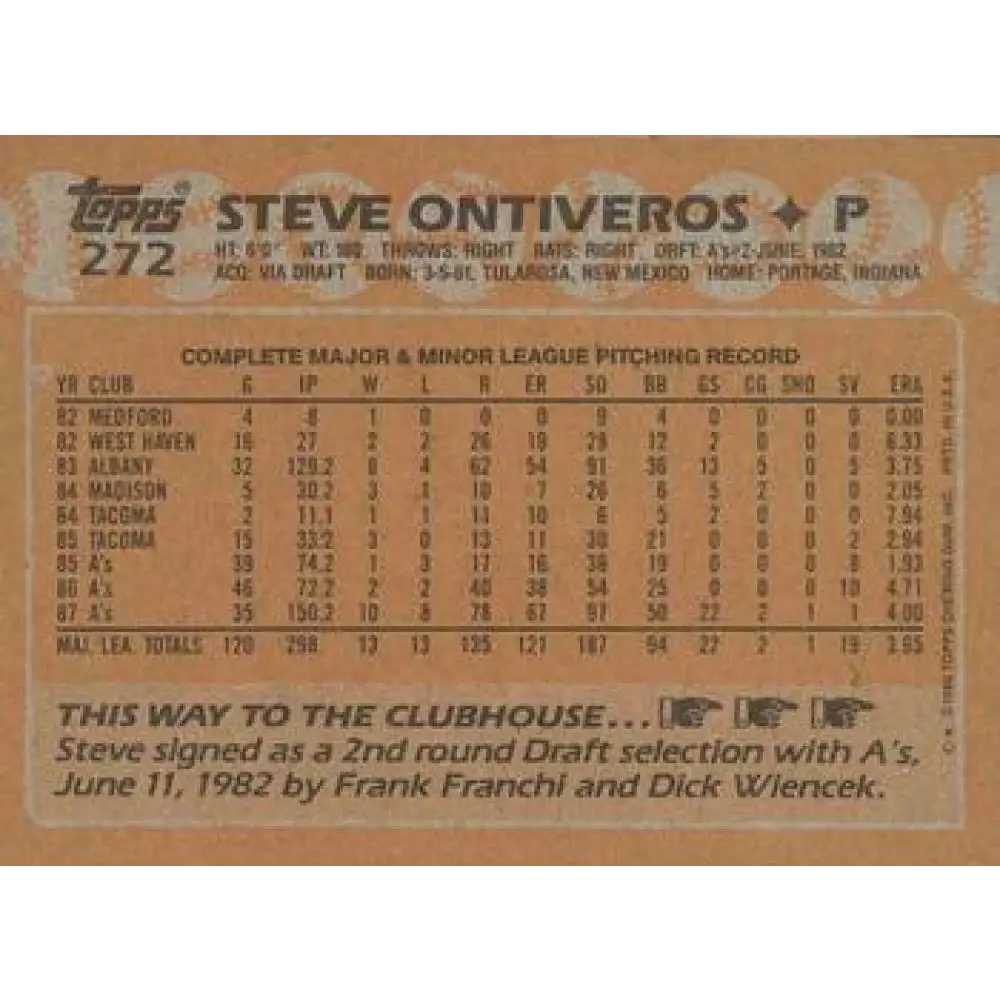 topps®
272
STEVE ONTIVEROS ✦ P
HT: 6'0" WT: 180 THROWS: RIGHT BATS: RIGHT DRFT: A's #2-JUNE, 1982
ACQ: VIA DRAFT BORN: 3-5-61, TULAROSA, NEW MEXICO HOME: PORTAGE, INDIANA
COMPLETE MAJOR & MINOR LEAGUE PITCHING RECORD
YR CLUB G IP W L R ER SO BB GS CG SHO SV ERA
82 MEDFORD 4 8 1 0 0 0 9 4 0 0 0 0 0.00
82 WEST HAVEN 16 27 2 2 26 19 28 12 2 0 0 0 6.33
83 ALBANY 32 129.2 8 4 62 54 91 36 13 5 0 5 3.75
84 MADISON 5 30.2 3 1 10 7 26 6 5 2 0 0 2.05
84 TACOMA 2 11.1 1 1 11 10 6 5 2 0 0 0 7.94
85 TACOMA 15 33.2 3 0 13 11 30 21 0 0 0 2 2.94
85 A's 39 74.2 1 3 17 16 36 19 0 0 0 8 1.93
86 A's 46 72.2 2 2 40 38 54 25 0 0 0 10 4.71
87 A's 35 150.2 10 8 78 67 97 50 22 2 1 1 4.00
MAJ. LEA. TOTALS 120 298 13 13 135 121 187 94 22 2 1 19 3.65
THIS WAY TO THE CLUBHOUSE...
Steve signed as a 2nd round Draft selection with A's,
June 11, 1982 by Frank Franchi and Dick Wiencek.